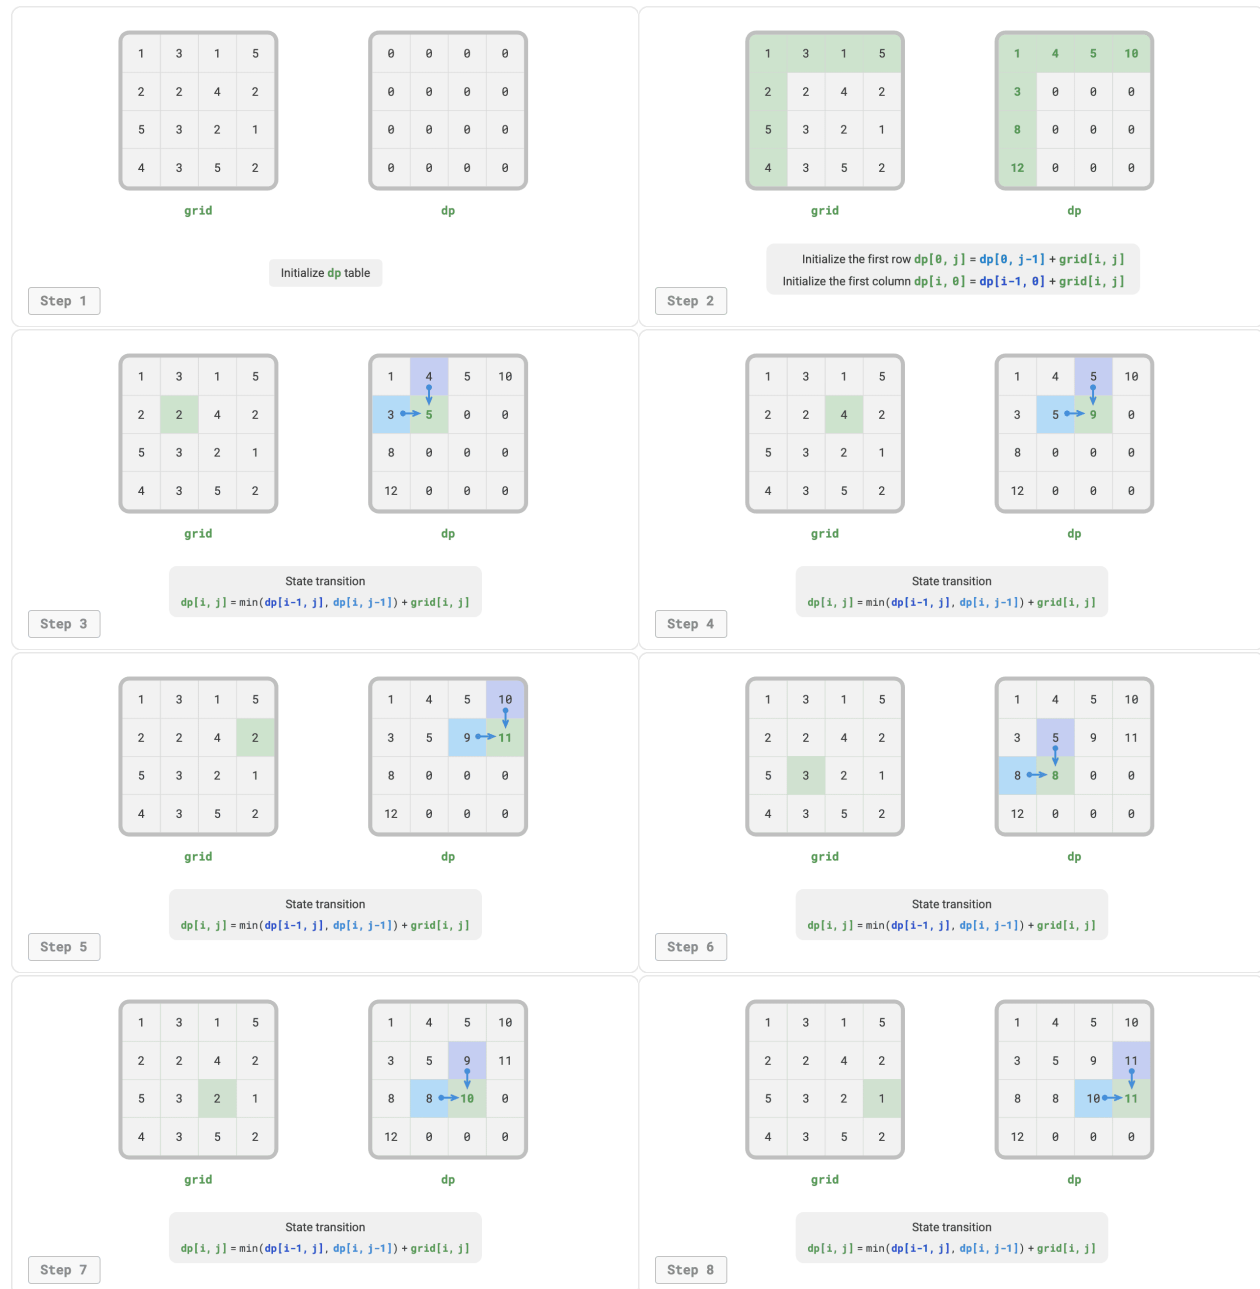 1 3 1 5 0 0 0 0
2 2 4 2 0 0 0 0
5 3 2 1 0 0 0 0
4 3 5 2 0 0 0 0
grid dp
Initialize dp table
Step 1
1 3 1 5 1 4 5 10
2 2 4 2 3 0 0 0
5 3 2 1 8 0 0 0
4 3 5 2 12 0 0 0
grid dp
Initialize the first row dp[0, j] = dp[0, j-1] + grid[i, j]
Initialize the first column dp[i, 0] = dp[i-1, 0] + grid[i, j]
Step 2
1 3 1 5 1 4 5 10
2 2 4 2 3 5 0 0
5 3 2 1 8 0 0 0
4 3 5 2 12 0 0 0
grid dp
State transition
dp[i, j] = min(dp[i-1, j], dp[i, j-1]) + grid[i, j]
Step 3
1 3 1 5 1 4 5 10
2 2 4 2 3 5 9 0
5 3 2 1 8 0 0 0
4 3 5 2 12 0 0 0
grid dp
State transition
dp[i, j] = min(dp[i-1, j], dp[i, j-1]) + grid[i, j]
Step 4
1 3 1 5 1 4 5 10
2 2 4 2 3 5 9 11
5 3 2 1 8 0 0 0
4 3 5 2 12 0 0 0
grid dp
State transition
dp[i, j] = min(dp[i-1, j], dp[i, j-1]) + grid[i, j]
Step 5
1 3 1 5 1 4 5 10
2 2 4 2 3 5 9 11
5 3 2 1 8 8 0 0
4 3 5 2 12 0 0 0
grid dp
State transition
dp[i, j] = min(dp[i-1, j], dp[i, j-1]) + grid[i, j]
Step 6
1 3 1 5 1 4 5 10
2 2 4 2 3 5 9 11
5 3 2 1 8 8 10 0
4 3 5 2 12 0 0 0
grid dp
State transition
dp[i, j] = min(dp[i-1, j], dp[i, j-1]) + grid[i, j]
Step 7
1 3 1 5 1 4 5 10
2 2 4 2 3 5 9 11
5 3 2 1 8 8 10 11
4 3 5 2 12 0 0 0
grid dp
State transition
dp[i, j] = min(dp[i-1, j], dp[i, j-1]) + grid[i, j]
Step 8